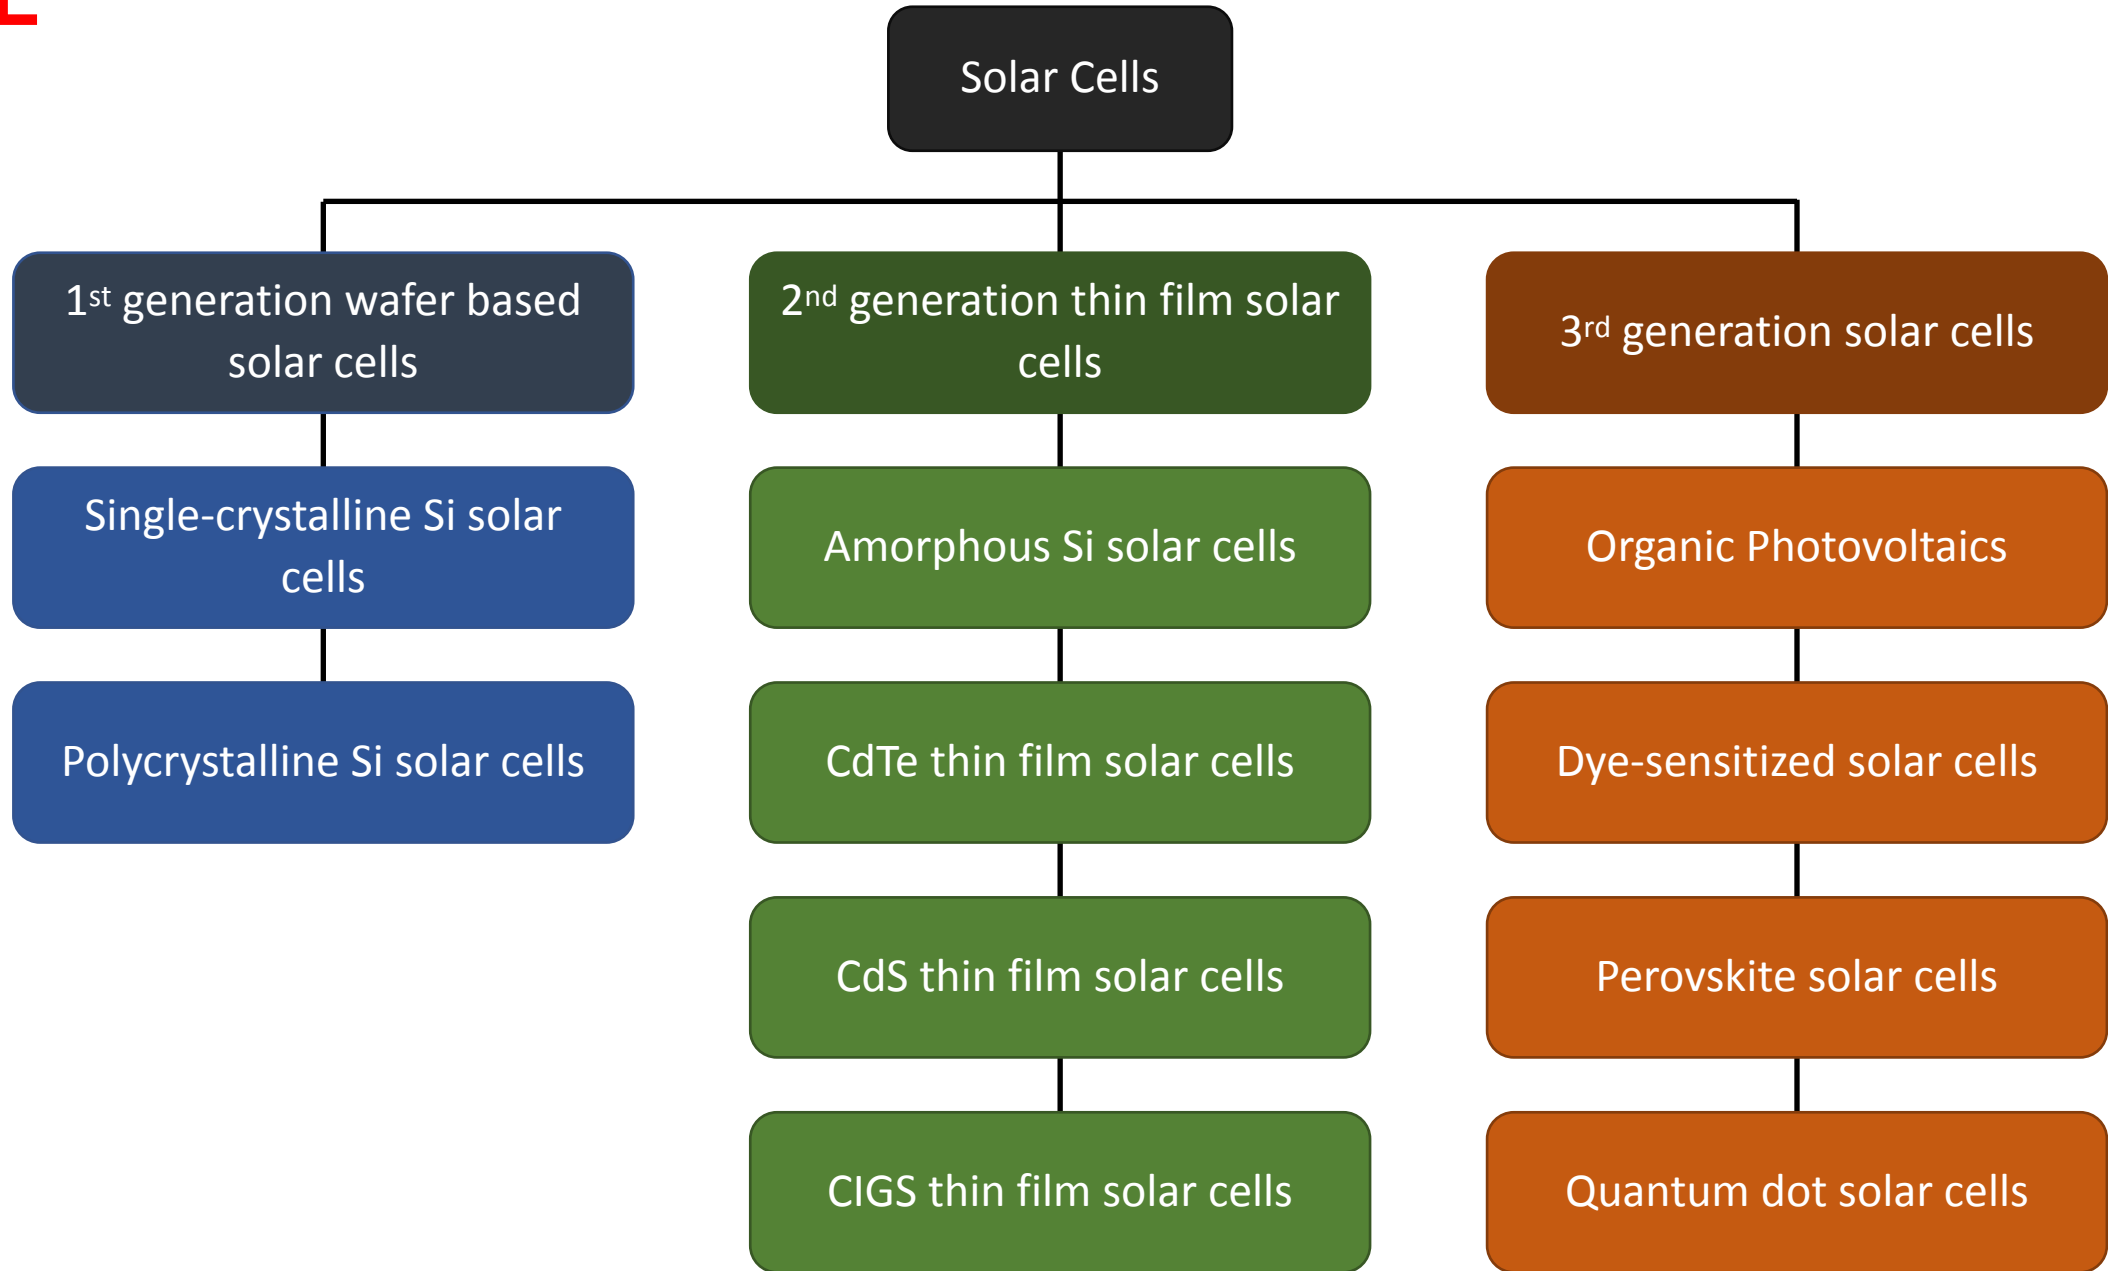 Solar Cells
1st generation wafer based
solar cells
Single-crystalline Si solar
cells
Polycrystalline Si solar cells
2nd generation thin film solar
cells
Amorphous Si solar cells
CdTe thin film solar cells
CdS thin film solar cells
CIGS thin film solar cells
3rd generation solar cells
Organic Photovoltaics
Dye-sensitized solar cells
Perovskite solar cells
Quantum dot solar cells